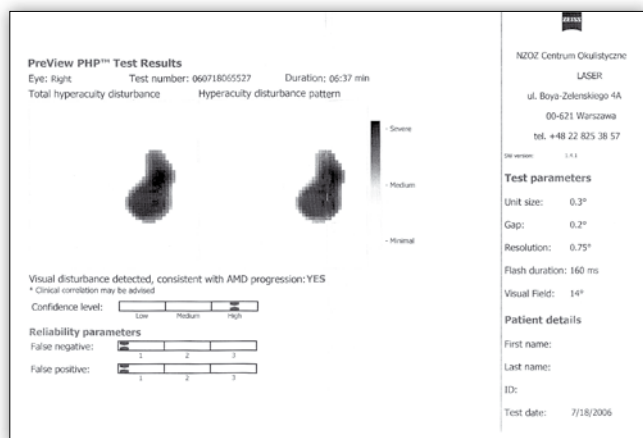 PreView PHP™ Test Results
Eye: Right Test number: 060718065527 Duration: 06:37 min
Total hyperacuity disturbance Hyperacuity disturbance pattern
- Severe
- Medium
- Minimal
Visual disturbance detected, consistent with AMD progression: YES
* Clinical correlation may be advised
Confidence level:
Low Medium High
Reliability parameters
False negative:
1 2 3
False positive:
1 2 3
ZEISS
NZOZ Centrum Okulistyczne
LASER
ul. Boya-Zelenskiego 4A
00-621 Warszawa
tel. +48 22 825 38 57
SW version:
Test parameters
Unit size: 0.3°
Gap: 0.2°
Resolution: 0.75°
Flash duration: 160 ms
Visual Field: 14°
Patient details
First name:
Last name:
ID:
Test date: 7/18/2006